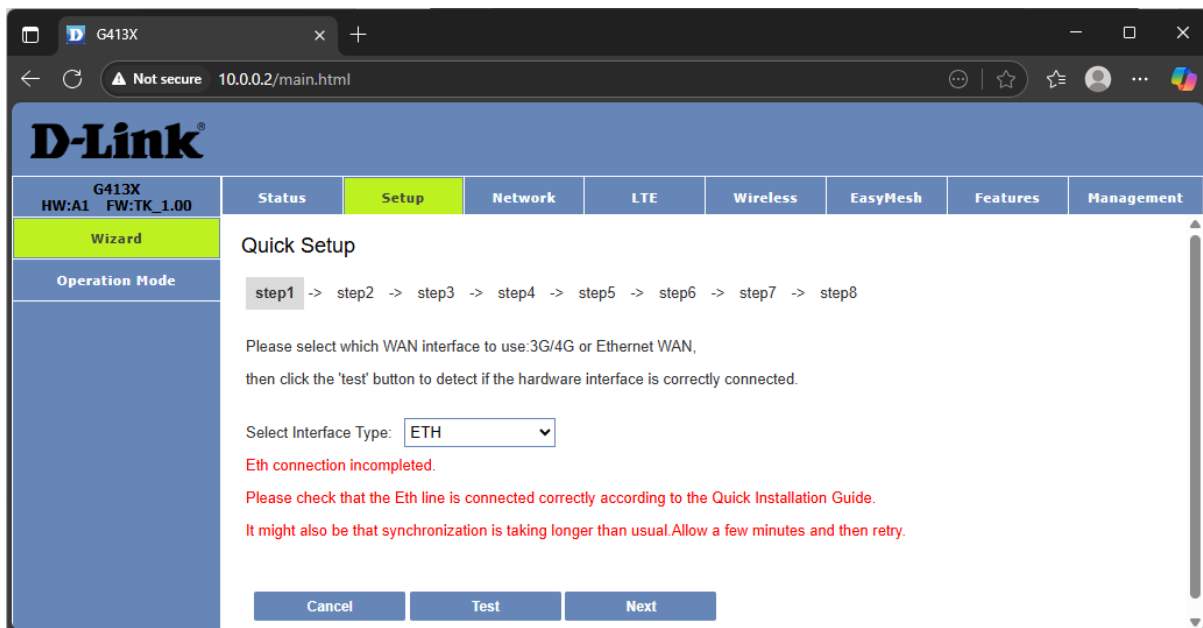 G413X
Not secure 10.0.0.2/main.html
D-Link®
G413X
HW:A1 FW:TK_1.00
Status Setup Network LTE Wireless EasyMesh Features Management
Wizard
Operation Mode
Quick Setup
step1 -> step2 -> step3 -> step4 -> step5 -> step6 -> step7 -> step8
Please select which WAN interface to use:3G/4G or Ethernet WAN,
then click the 'test' button to detect if the hardware interface is correctly connected.
Select Interface Type: ETH
Eth connection incompleted.
Please check that the Eth line is connected correctly according to the Quick Installation Guide.
It might also be that synchronization is taking longer than usual.Allow a few minutes and then retry.
Cancel Test Next